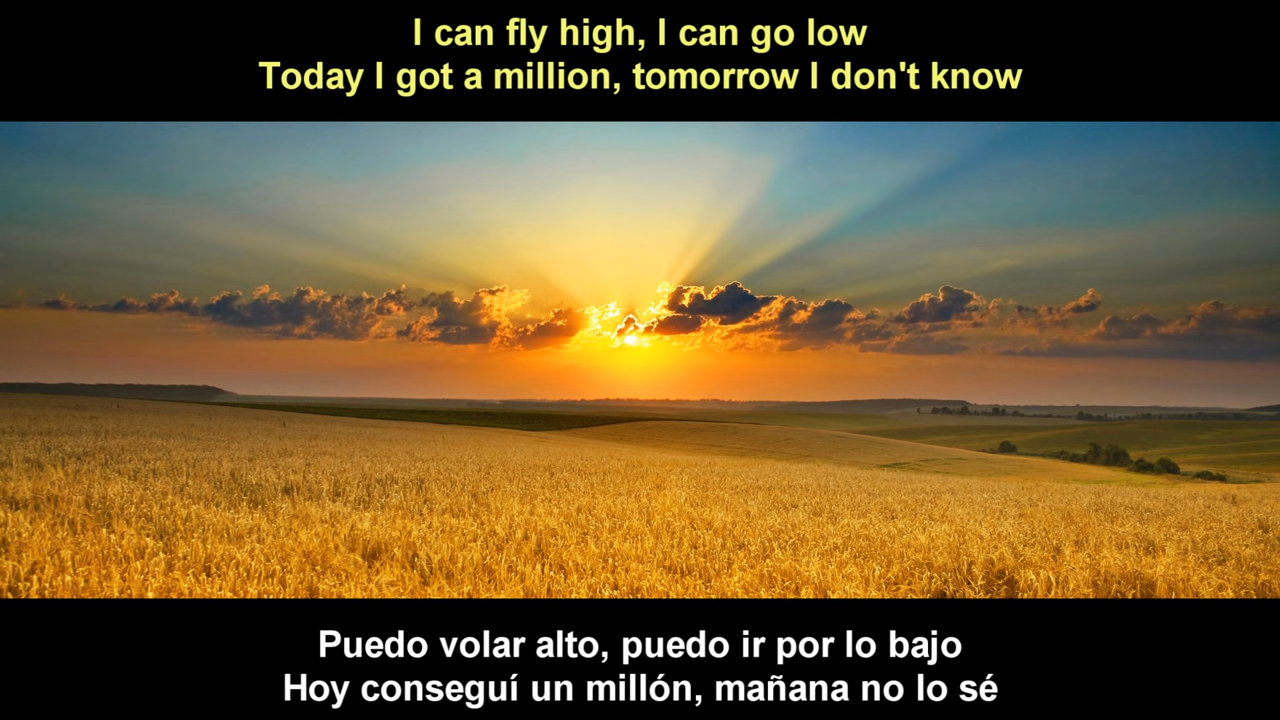 I can fly high, I can go low
Today I got a million, tomorrow I don't know
Puedo volar alto, puedo ir por lo bajo
Hoy conseguí un millón, mañana no lo sé